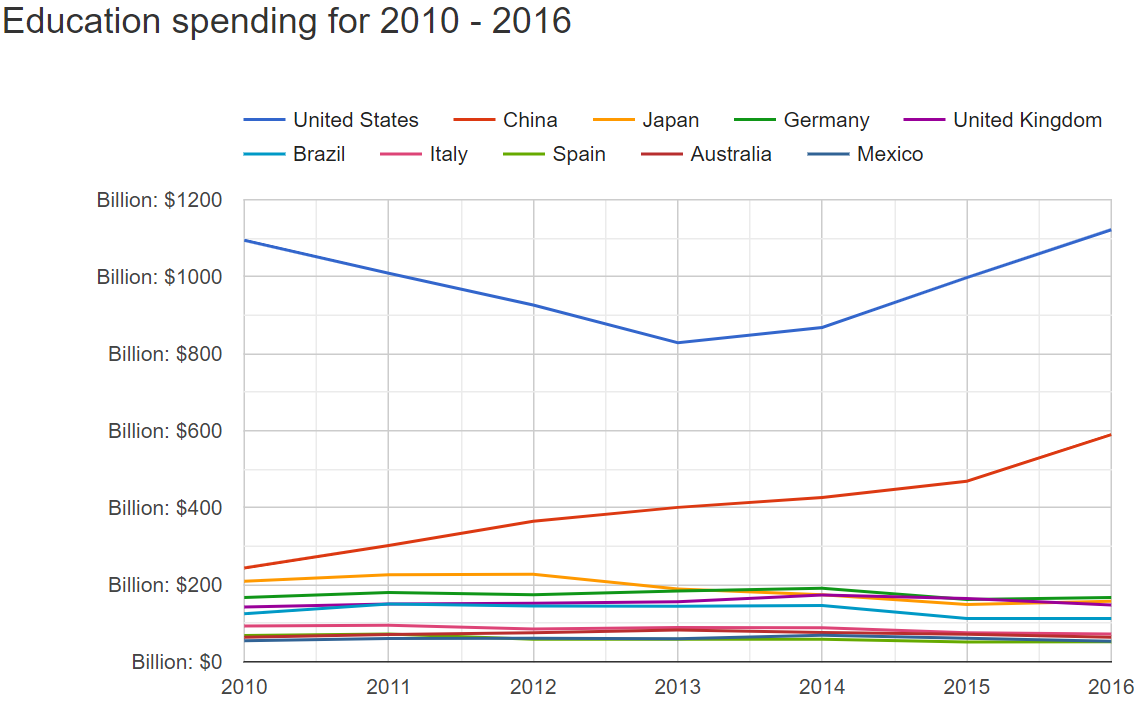 Education spending for 2010 - 2016
United States China Japan Germany United Kingdom
Brazil Italy Spain Australia Mexico
Billion: $1200
Billion: $1000
Billion: $800
Billion: $600
Billion: $400
Billion: $200
Billion: $0
2010 2011 2012 2013 2014 2015 2016